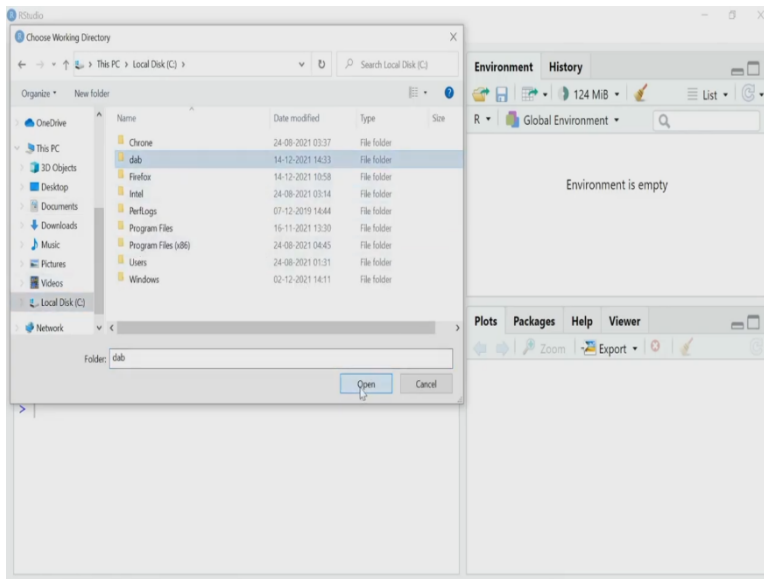 RStudio
Choose Working Directory
This PC > Local Disk (C:) >
Search Local Disk (C:)
Organize
New folder
Name Date modified Type Size
OneDrive
This PC
3D Objects
Desktop
Documents
Downloads
Music
Pictures
Videos
Local Disk (C:)
Network
Chrone 24-08-2021 03:37 File folder
dab 14-12-2021 14:33 File folder
Firefox 14-12-2021 10:58 File folder
Intel 24-08-2021 03:14 File folder
PerfLogs 07-12-2019 14:44 File folder
Program Files 16-11-2021 13:30 File folder
Program Files (x86) 24-08-2021 04:45 File folder
Users 24-08-2021 01:31 File folder
Windows 02-12-2021 14:11 File folder
Folder: dab
Open Cancel
>
Environment History
124 MiB List
R Global Environment
Environment is empty
Plots Packages Help Viewer
Zoom Export